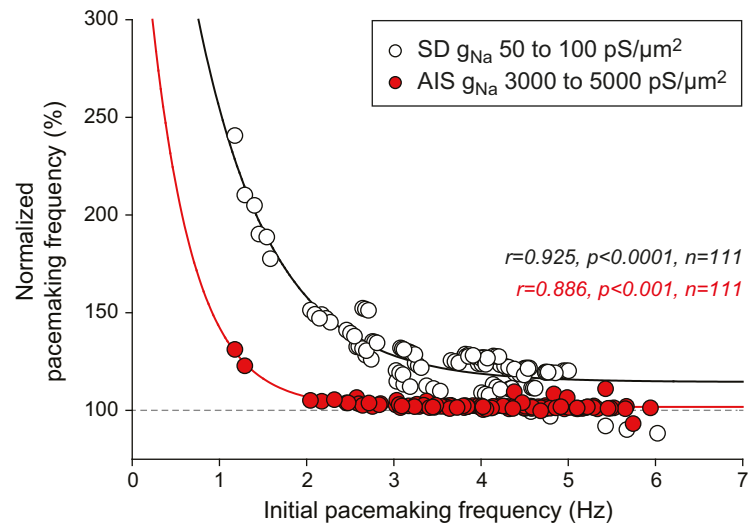 300
250
200
150
100
Normalized
pacemaking frequency (%)
SD gNa 50 to 100 pS/µm²
AIS gNa 3000 to 5000 pS/µm²
r=0.925, p<0.0001, n=111
r=0.886, p<0.001, n=111
0 1 2 3 4 5 6 7
Initial pacemaking frequency (Hz)